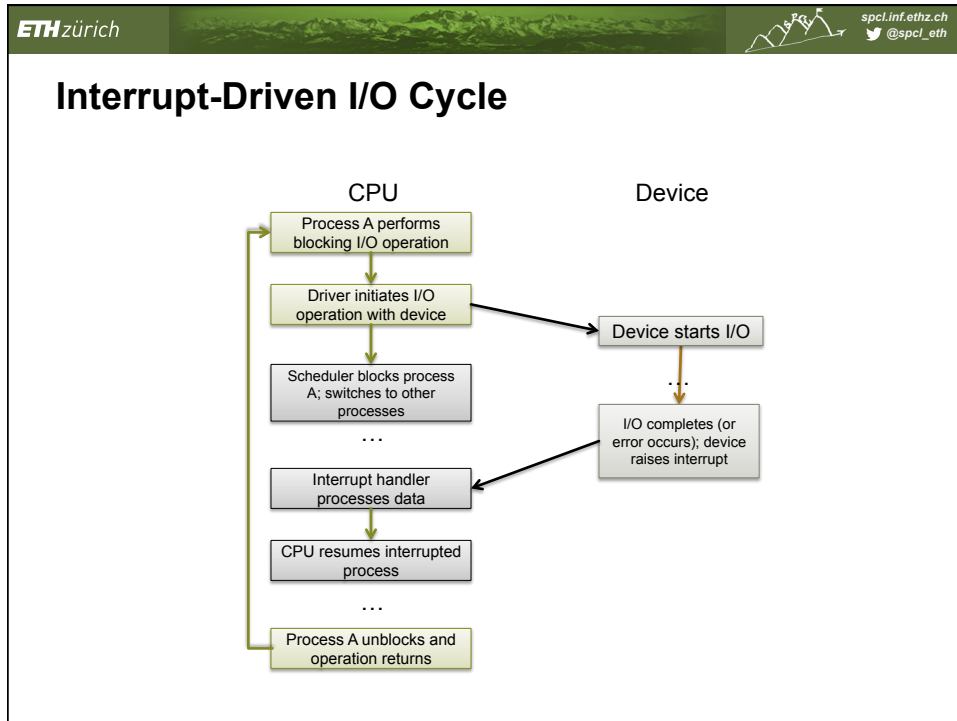 ETH zürich
spcl.inf.ethz.ch
@spcl_eth
SPCL
Interrupt-Driven I/O Cycle
CPU
Device
Process A performs
blocking I/O operation
Driver initiates I/O
operation with device
Device starts I/O
Scheduler blocks process
A; switches to other
processes
…
…
I/O completes (or
error occurs); device
raises interrupt
Interrupt handler
processes data
CPU resumes interrupted
process
…
Process A unblocks and
operation returns